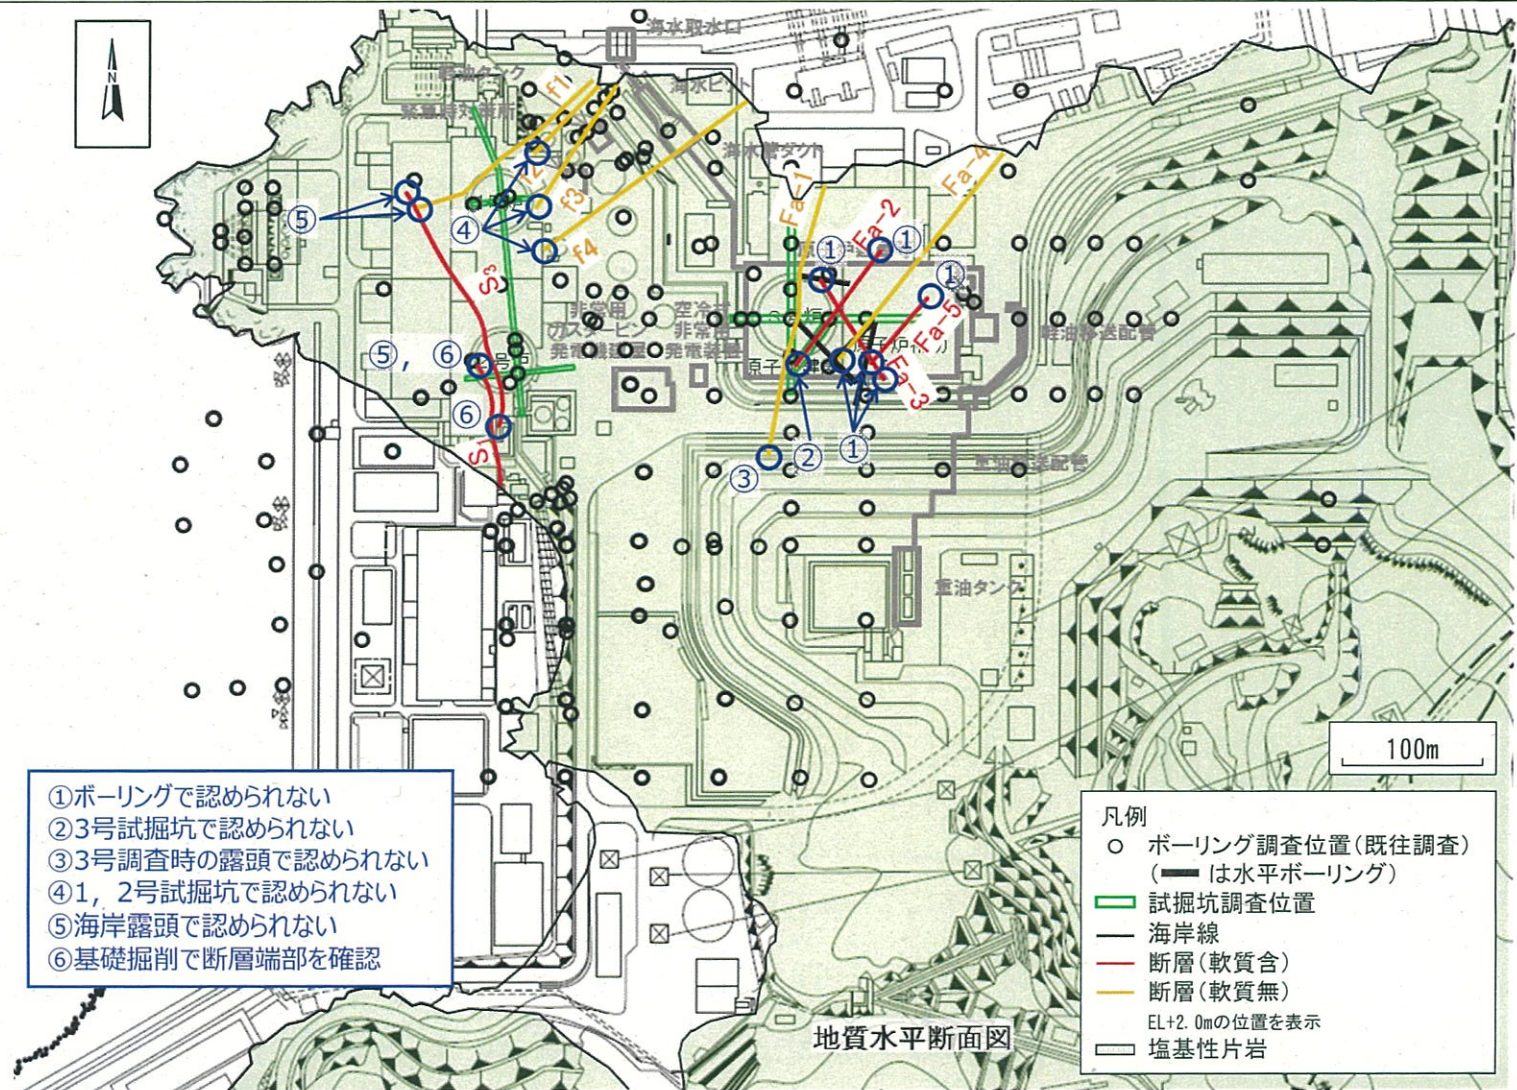 N
海水取水口
軽油タンク
緊急時対策所
海水ピット
海水管ダクト
f1
f2
f3
f4
Fa-1
Fa-2
Fa-4
Fa-5
Fa-3
S3
S1
⑤
④
①
①
①
⑤, ⑥
⑥
③
②
①
非常用
ガスタービン
発電機建屋
空冷式
非常用
発電装置
軽油移送配管
重油移送配管
重油タンク
100m
①ボーリングで認められない
②3号試掘坑で認められない
③3号調査時の露頭で認められない
④1, 2号試掘坑で認められない
⑤海岸露頭で認められない
⑥基礎掘削で断層端部を確認
凡例
ボーリング調査位置(既往調査)
( は水平ボーリング)
試掘坑調査位置
海岸線
断層(軟質含)
断層(軟質無)
EL+2.0mの位置を表示
塩基性片岩
地質水平断面図